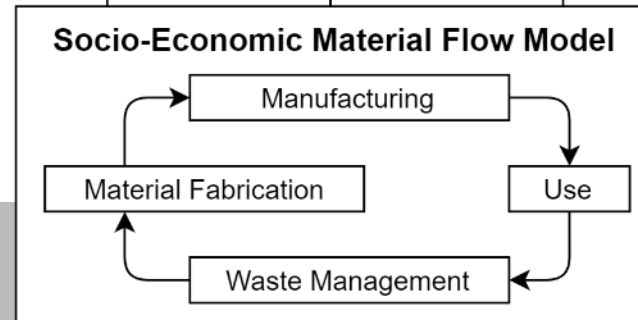 Socio-Economic Material Flow Model
Manufacturing
Material Fabrication
Use
Waste Management